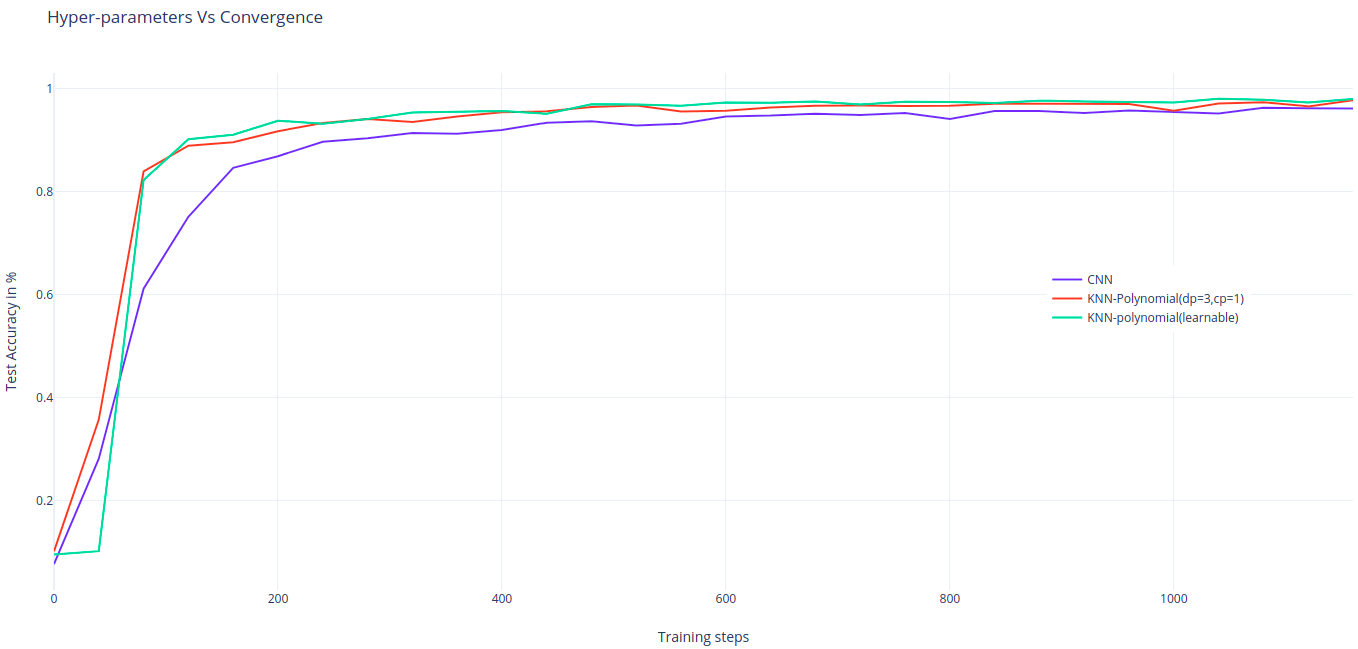 Hyper-parameters Vs Convergence
1
0.8
0.6
0.4
0.2
Test Accuracy in %
0 200 400 600 800 1000
Training steps
CNN
KNN-Polynomial(dp=3,cp=1)
KNN-polynomial(learnable)